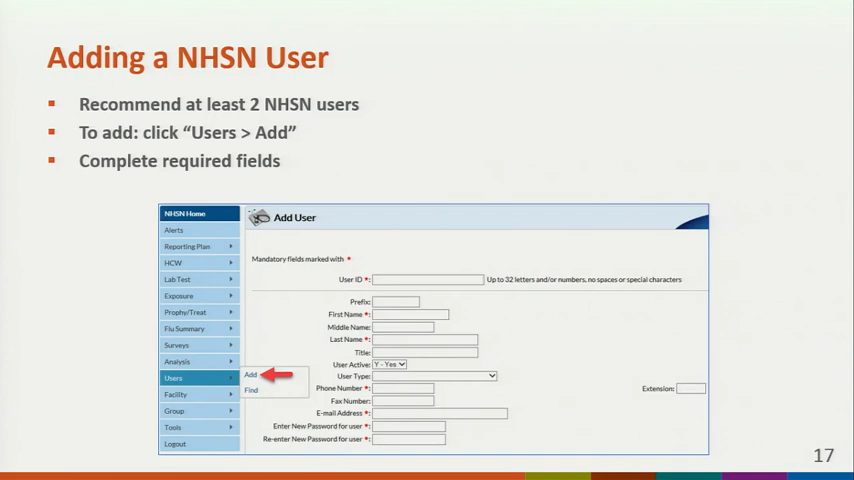 Adding a NHSN User
Recommend at least 2 NHSN users
To add: click “Users > Add”
Complete required fields
NHSN Home
Alerts
Reporting Plan
HCW
Lab Test
Exposure
Prophy/Treat
Flu Summary
Surveys
Analysis
Users
Facility
Group
Tools
Logout
Add
Find
Add User
Mandatory fields marked with *
User ID *: Up to 32 letters and/or numbers, no spaces or special characters
Prefix:
First Name *:
Middle Name:
Last Name *:
Title:
User Active: Y - Yes
User Type:
Phone Number *: Extension:
Fax Number:
E-mail Address *:
Enter New Password for user *:
Re-enter New Password for user *:
17